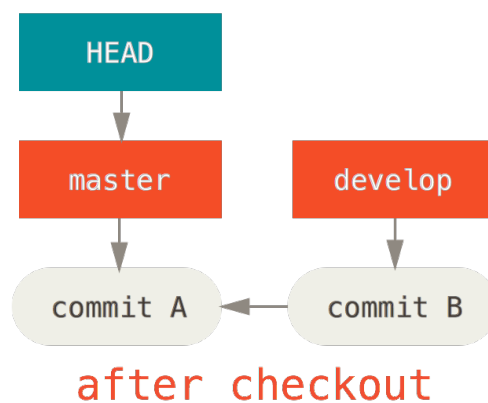 HEAD
master
develop
commit A
commit B
after checkout